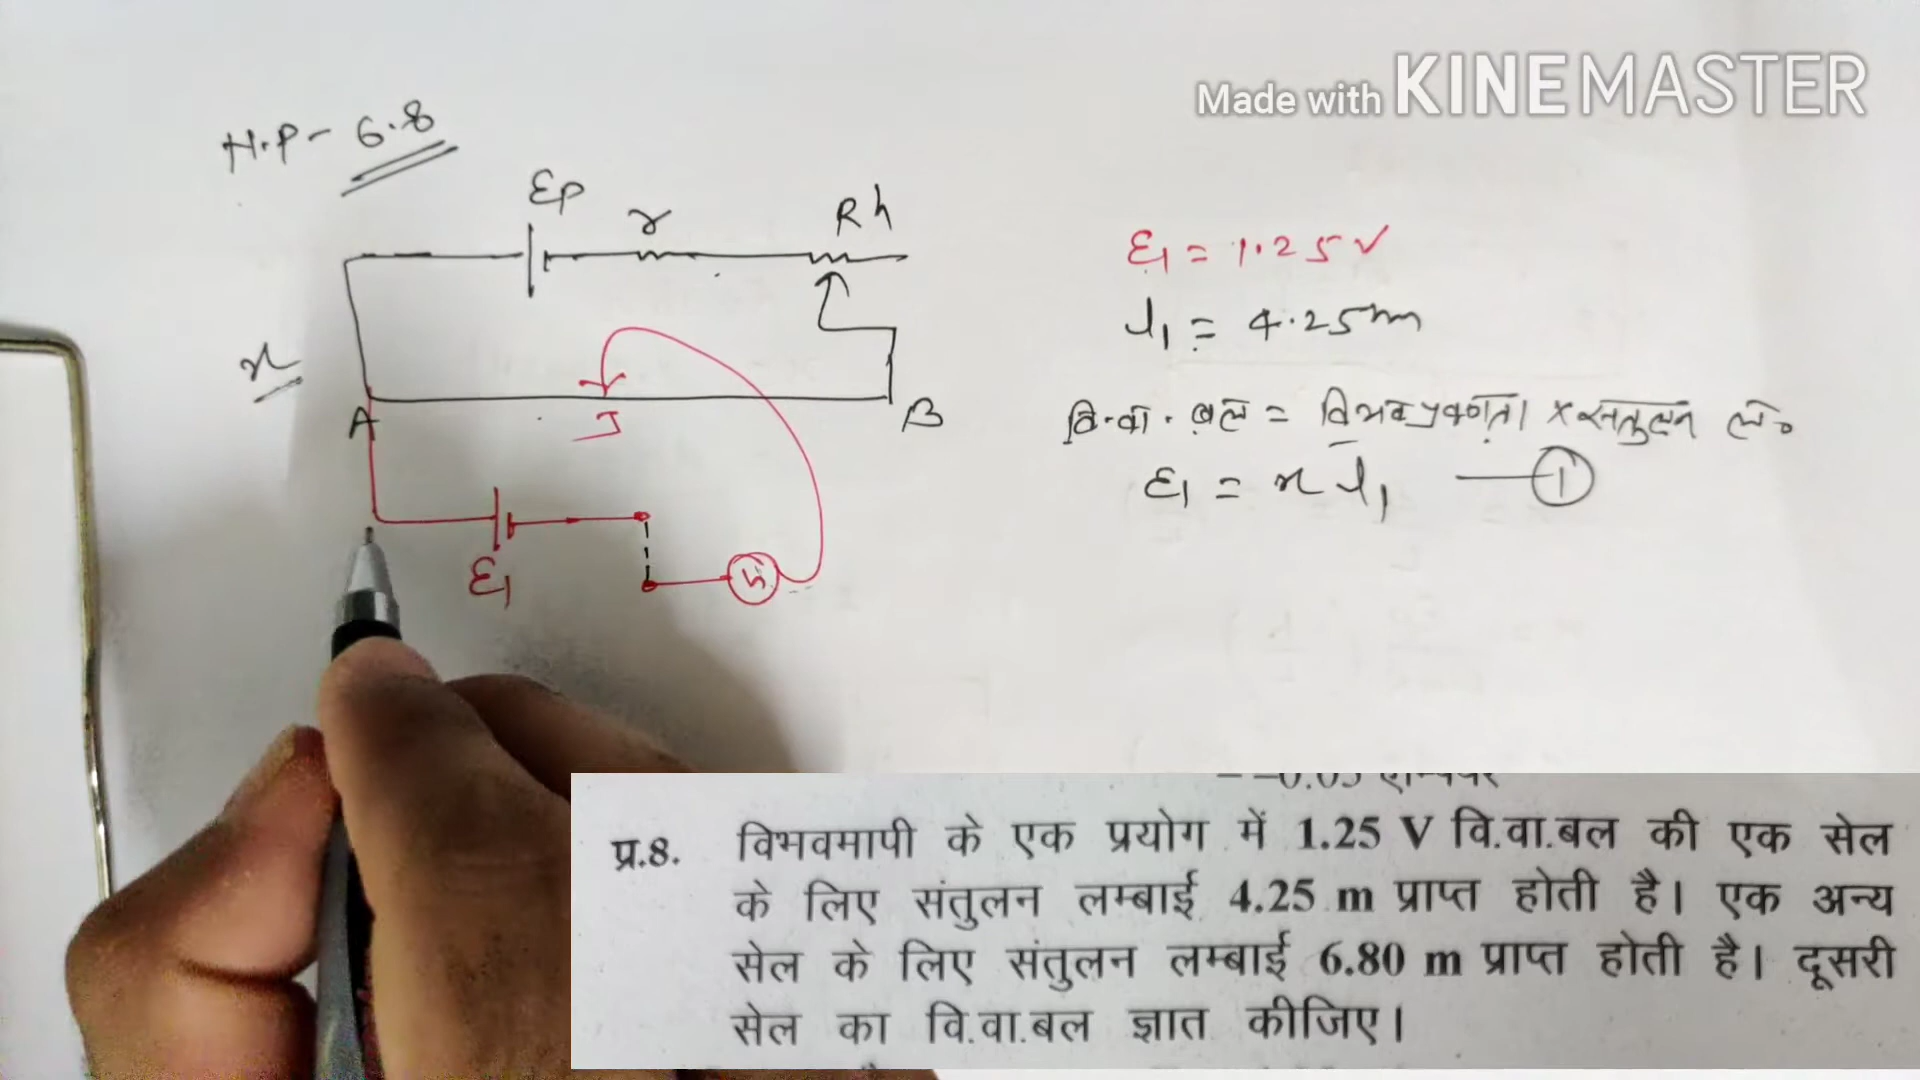 Made with KINEMASTER
H.P- 6.8
Ep
r
Rh
x
A
J
B
E1
G
E1 = 1.25V
l1 = 4.25m
वि.वा. बल = विभवप्रवणता x संतुलन लं०
E1 = x l1 — 1
प्र.8. विभवमापी के एक प्रयोग में 1.25 V वि.वा.बल की एक सेल
के लिए संतुलन लम्बाई 4.25 m प्राप्त होती है। एक अन्य
सेल के लिए संतुलन लम्बाई 6.80 m प्राप्त होती है। दूसरी
सेल का वि.वा.बल ज्ञात कीजिए।